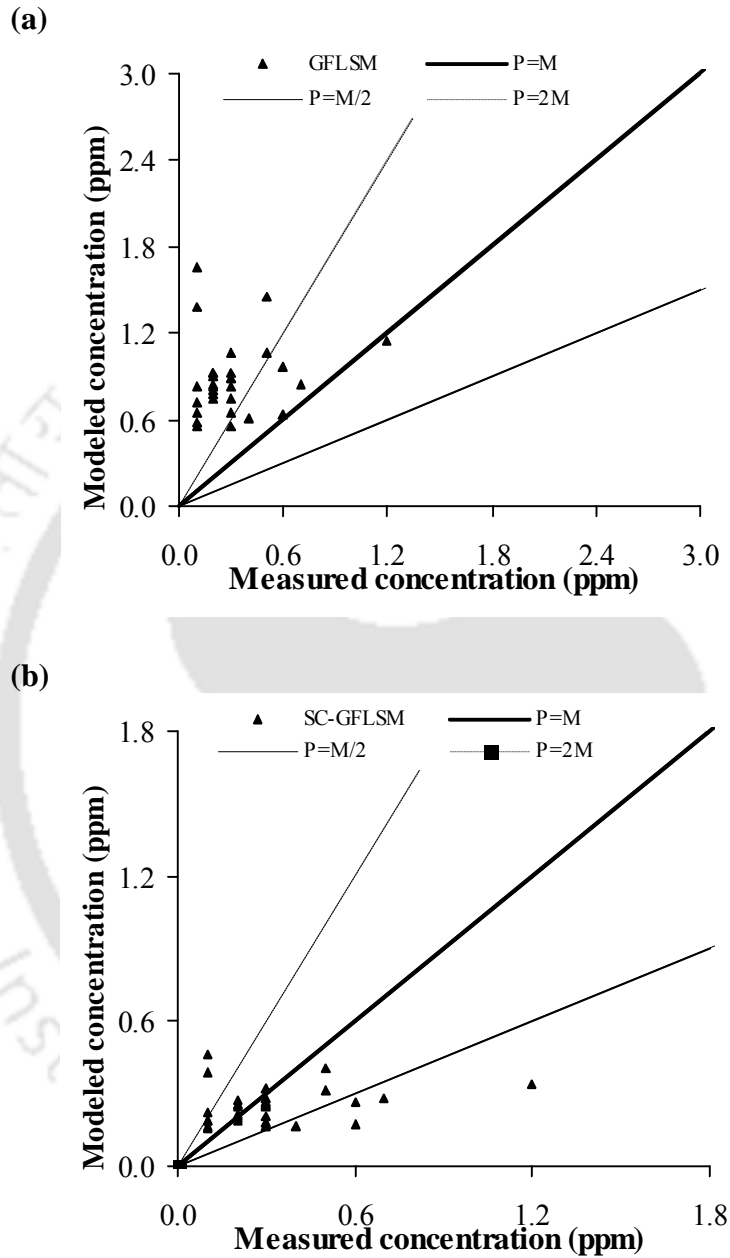 (a)
GFLSM P=M
P=M/2 P=2M
3.0
2.4
1.8
1.2
0.6
0.0
Modeled concentration (ppm)
0.0 0.6 1.2 1.8 2.4 3.0
Measured concentration (ppm)
(b)
SC-GFLSM P=M
P=M/2 P=2M
1.8
1.2
0.6
0.0
Modeled concentration (ppm)
0.0 0.6 1.2 1.8
Measured concentration (ppm)